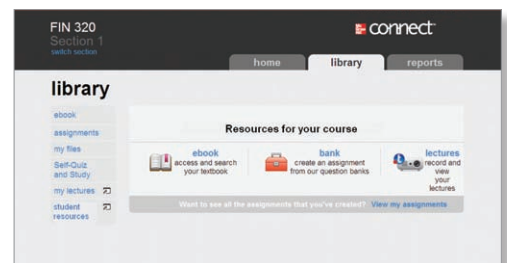 FIN 320
Section 1
switch section
connect
home
library
reports
library
ebook
assignments
my files
Self-Quiz
and Study
my lectures
student
resources
Resources for your course
ebook
access and search
your textbook
bank
create an assignment
from our question banks
lectures
record and
view
your
lectures
Want to see all the assignments that you've created? View my assignments